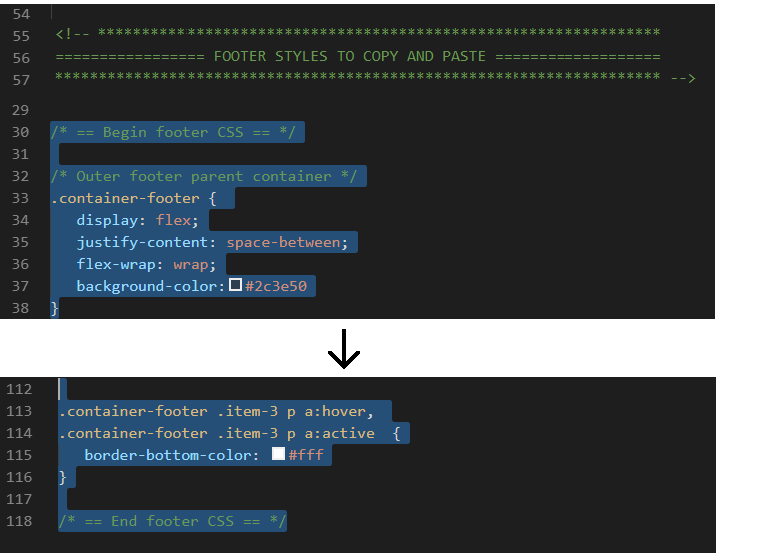 54
55 <!-- *****************************************************************
56 ================= FOOTER STYLES TO COPY AND PASTE ===================
57 ********************************************************************** -->
29
30 /* == Begin footer CSS == */
31
32 /* Outer footer parent container */
33 .container-footer {
34 display: flex;
35 justify-content: space-between;
36 flex-wrap: wrap;
37 background-color: #2c3e50
38 }
112
113 .container-footer .item-3 p a:hover,
114 .container-footer .item-3 p a:active {
115 border-bottom-color: #fff
116 }
117
118 /* == End footer CSS == */